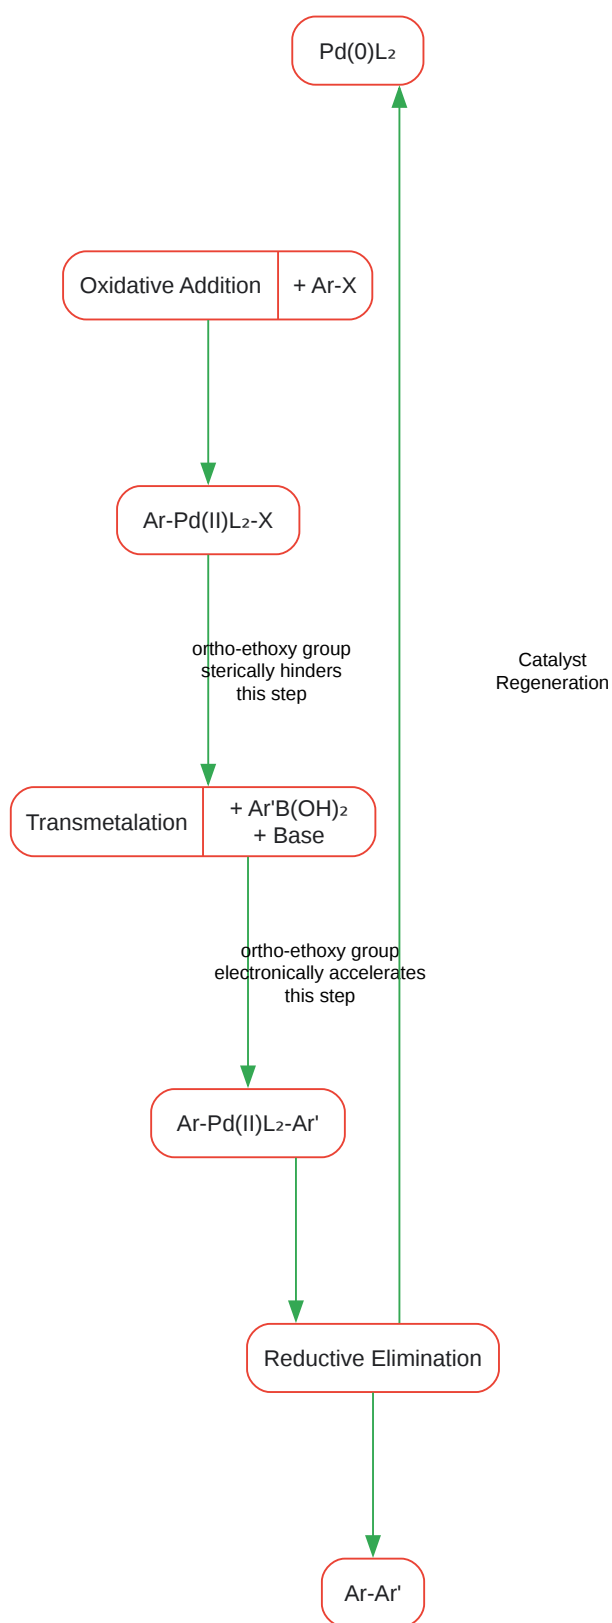 Pd(0)L₂
Oxidative Addition
+ Ar-X
Ar-Pd(II)L₂-X
ortho-ethoxy group
sterically hinders
this step
Catalyst
Regeneration
Transmetalation
+ Ar'B(OH)₂
+ Base
ortho-ethoxy group
electronically accelerates
this step
Ar-Pd(II)L₂-Ar'
Reductive Elimination
Ar-Ar'